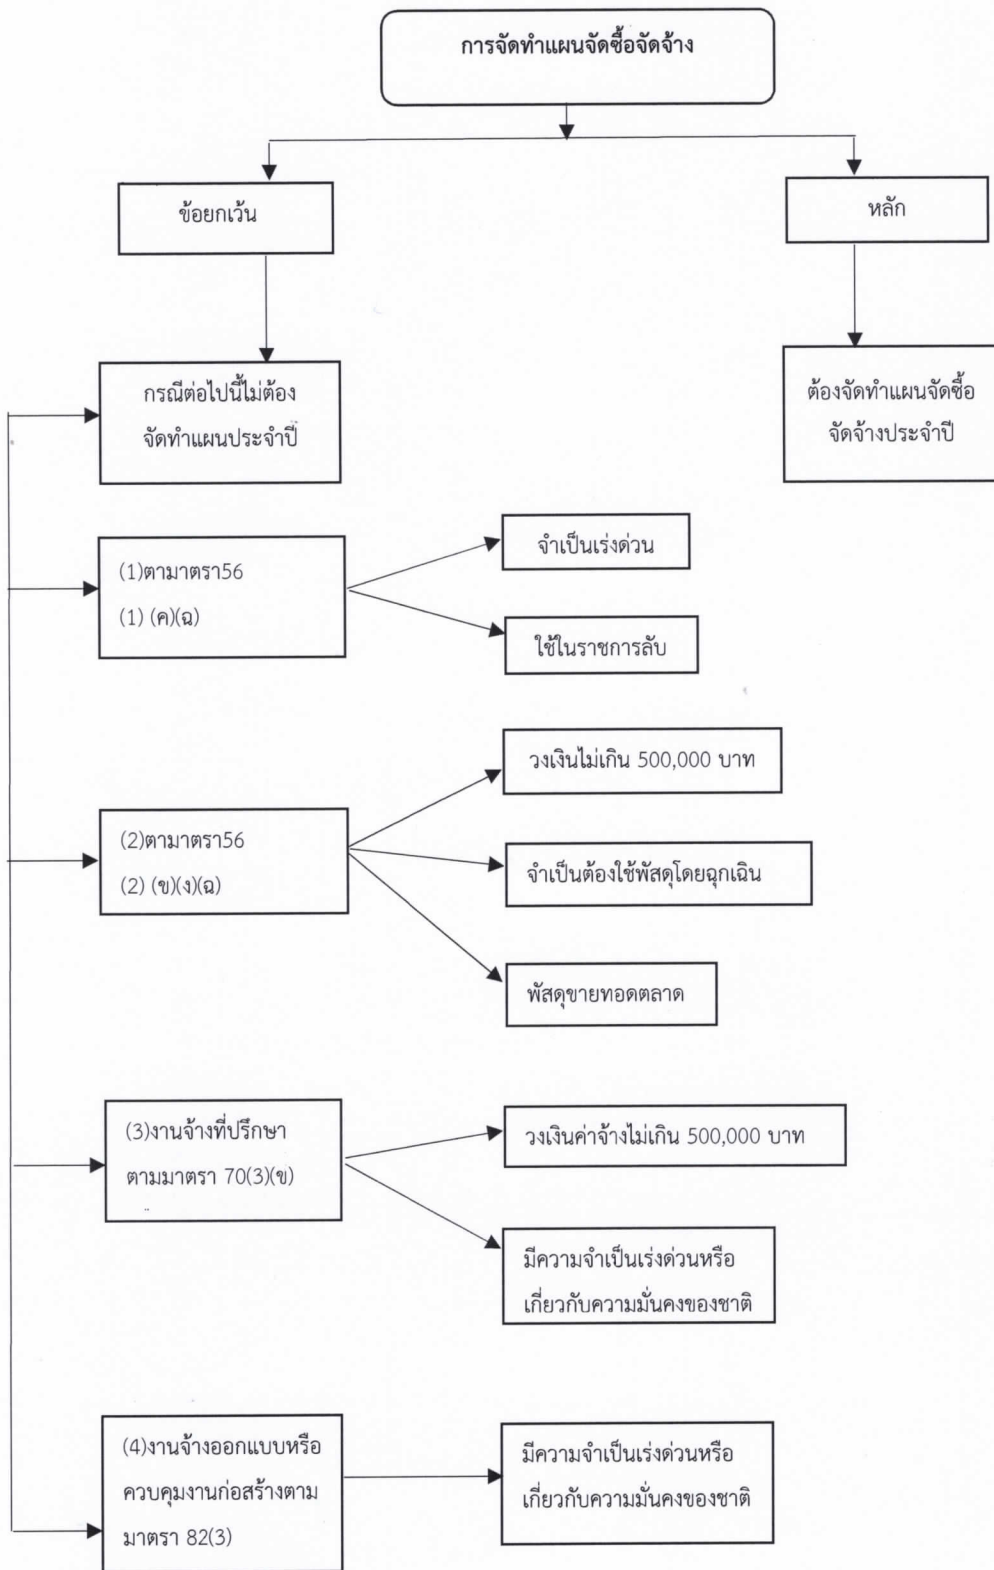 การจัดทำแผนจัดซื้อจัดจ้าง
ข้อยกเว้น
หลัก
กรณีต่อไปนี้ไม่ต้อง
จัดทำแผนประจำปี
ต้องจัดทำแผนจัดซื้อ
จัดจ้างประจำปี
(1)ตามาตรา56
(1) (ค)(ฉ)
จำเป็นเร่งด่วน
ใช้ในราชการลับ
(2)ตามาตรา56
(2) (ข)(ง)(ฉ)
วงเงินไม่เกิน 500,000 บาท
จำเป็นต้องใช้พัสดุโดยฉุกเฉิน
พัสดุขายทอดตลาด
(3)งานจ้างที่ปรึกษา
ตามมาตรา 70(3)(ข)
วงเงินค่าจ้างไม่เกิน 500,000 บาท
มีความจำเป็นเร่งด่วนหรือ
เกี่ยวกับความมั่นคงของชาติ
(4)งานจ้างออกแบบหรือ
ควบคุมงานก่อสร้างตาม
มาตรา 82(3)
มีความจำเป็นเร่งด่วนหรือ
เกี่ยวกับความมั่นคงของชาติ